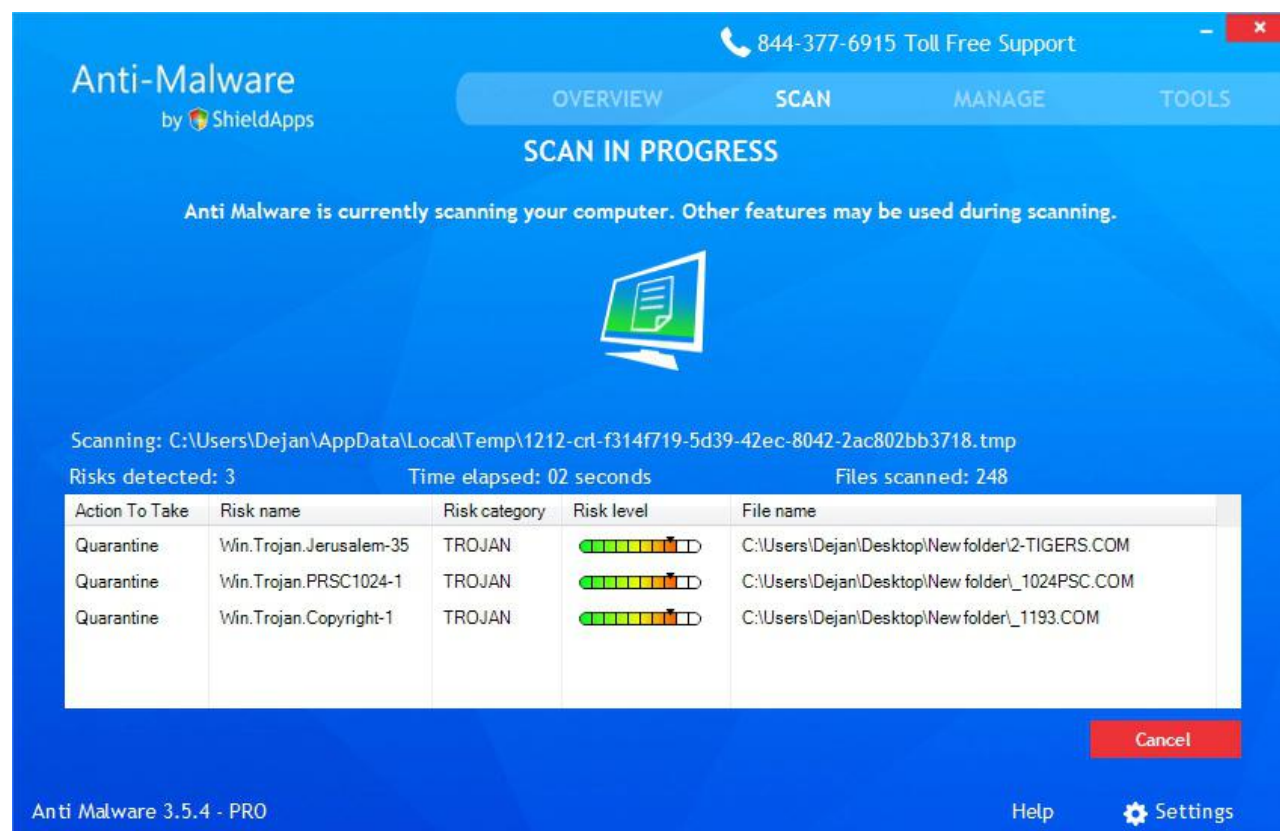 844-377-6915 Toll Free Support
Anti-Malware
by ShieldApps
OVERVIEW SCAN MANAGE TOOLS
SCAN IN PROGRESS
Anti Malware is currently scanning your computer. Other features may be used during scanning.
Scanning: C:\Users\Dejan\AppData\Local\Temp\1212-crl-f314f719-5d39-42ec-8042-2ac802bb3718.tmp
Risks detected: 3 Time elapsed: 02 seconds Files scanned: 248
Action To Take Risk name Risk category Risk level File name
Quarantine Win.Trojan.Jerusalem-35 TROJAN C:\Users\Dejan\Desktop\New folder\2-TIGERS.COM
Quarantine Win.Trojan.PRSC1024-1 TROJAN C:\Users\Dejan\Desktop\New folder\_1024PSC.COM
Quarantine Win.Trojan.Copyright-1 TROJAN C:\Users\Dejan\Desktop\New folder\_1193.COM
Cancel
Anti Malware 3.5.4 - PRO Help Settings